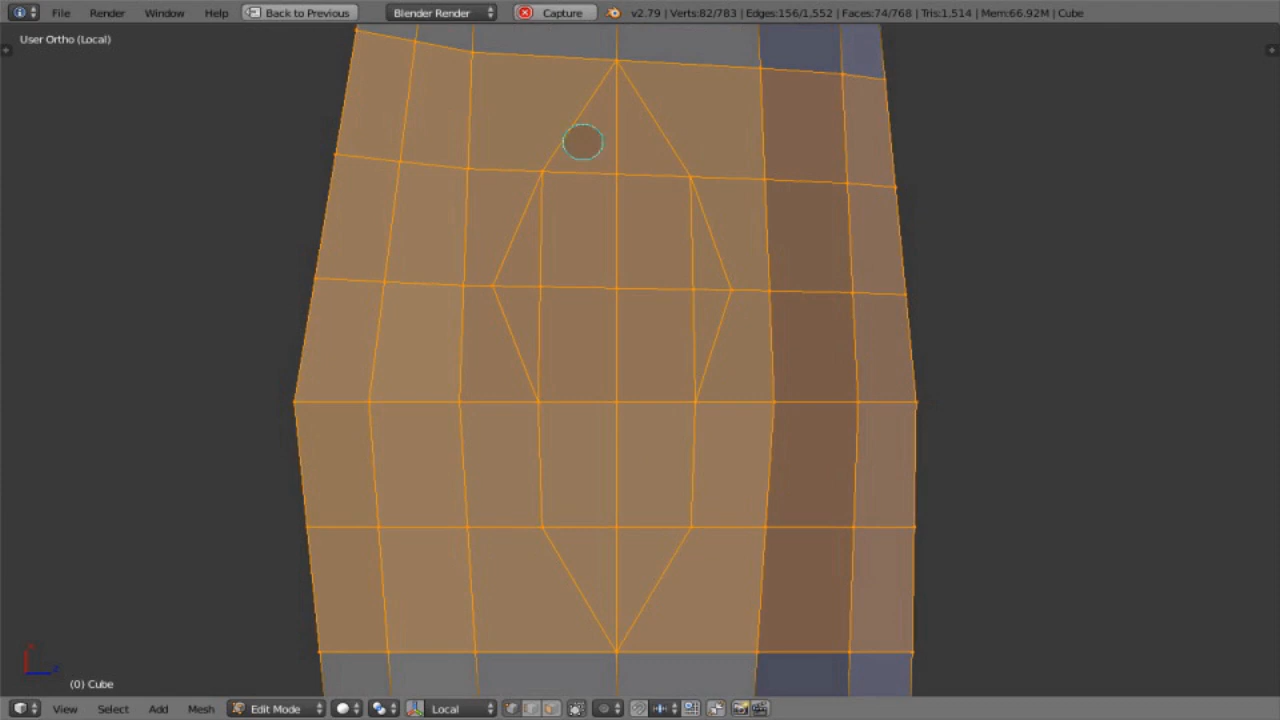 File Render Window Help Back to Previous Blender Render Capture v2.79 | Verts:82/783 | Edges:156/1,552 | Faces:74/768 | Tris:1,514 | Mem:66.92M | Cube
User Ortho (Local)
(0) Cube
View Select Add Mesh Edit Mode Local